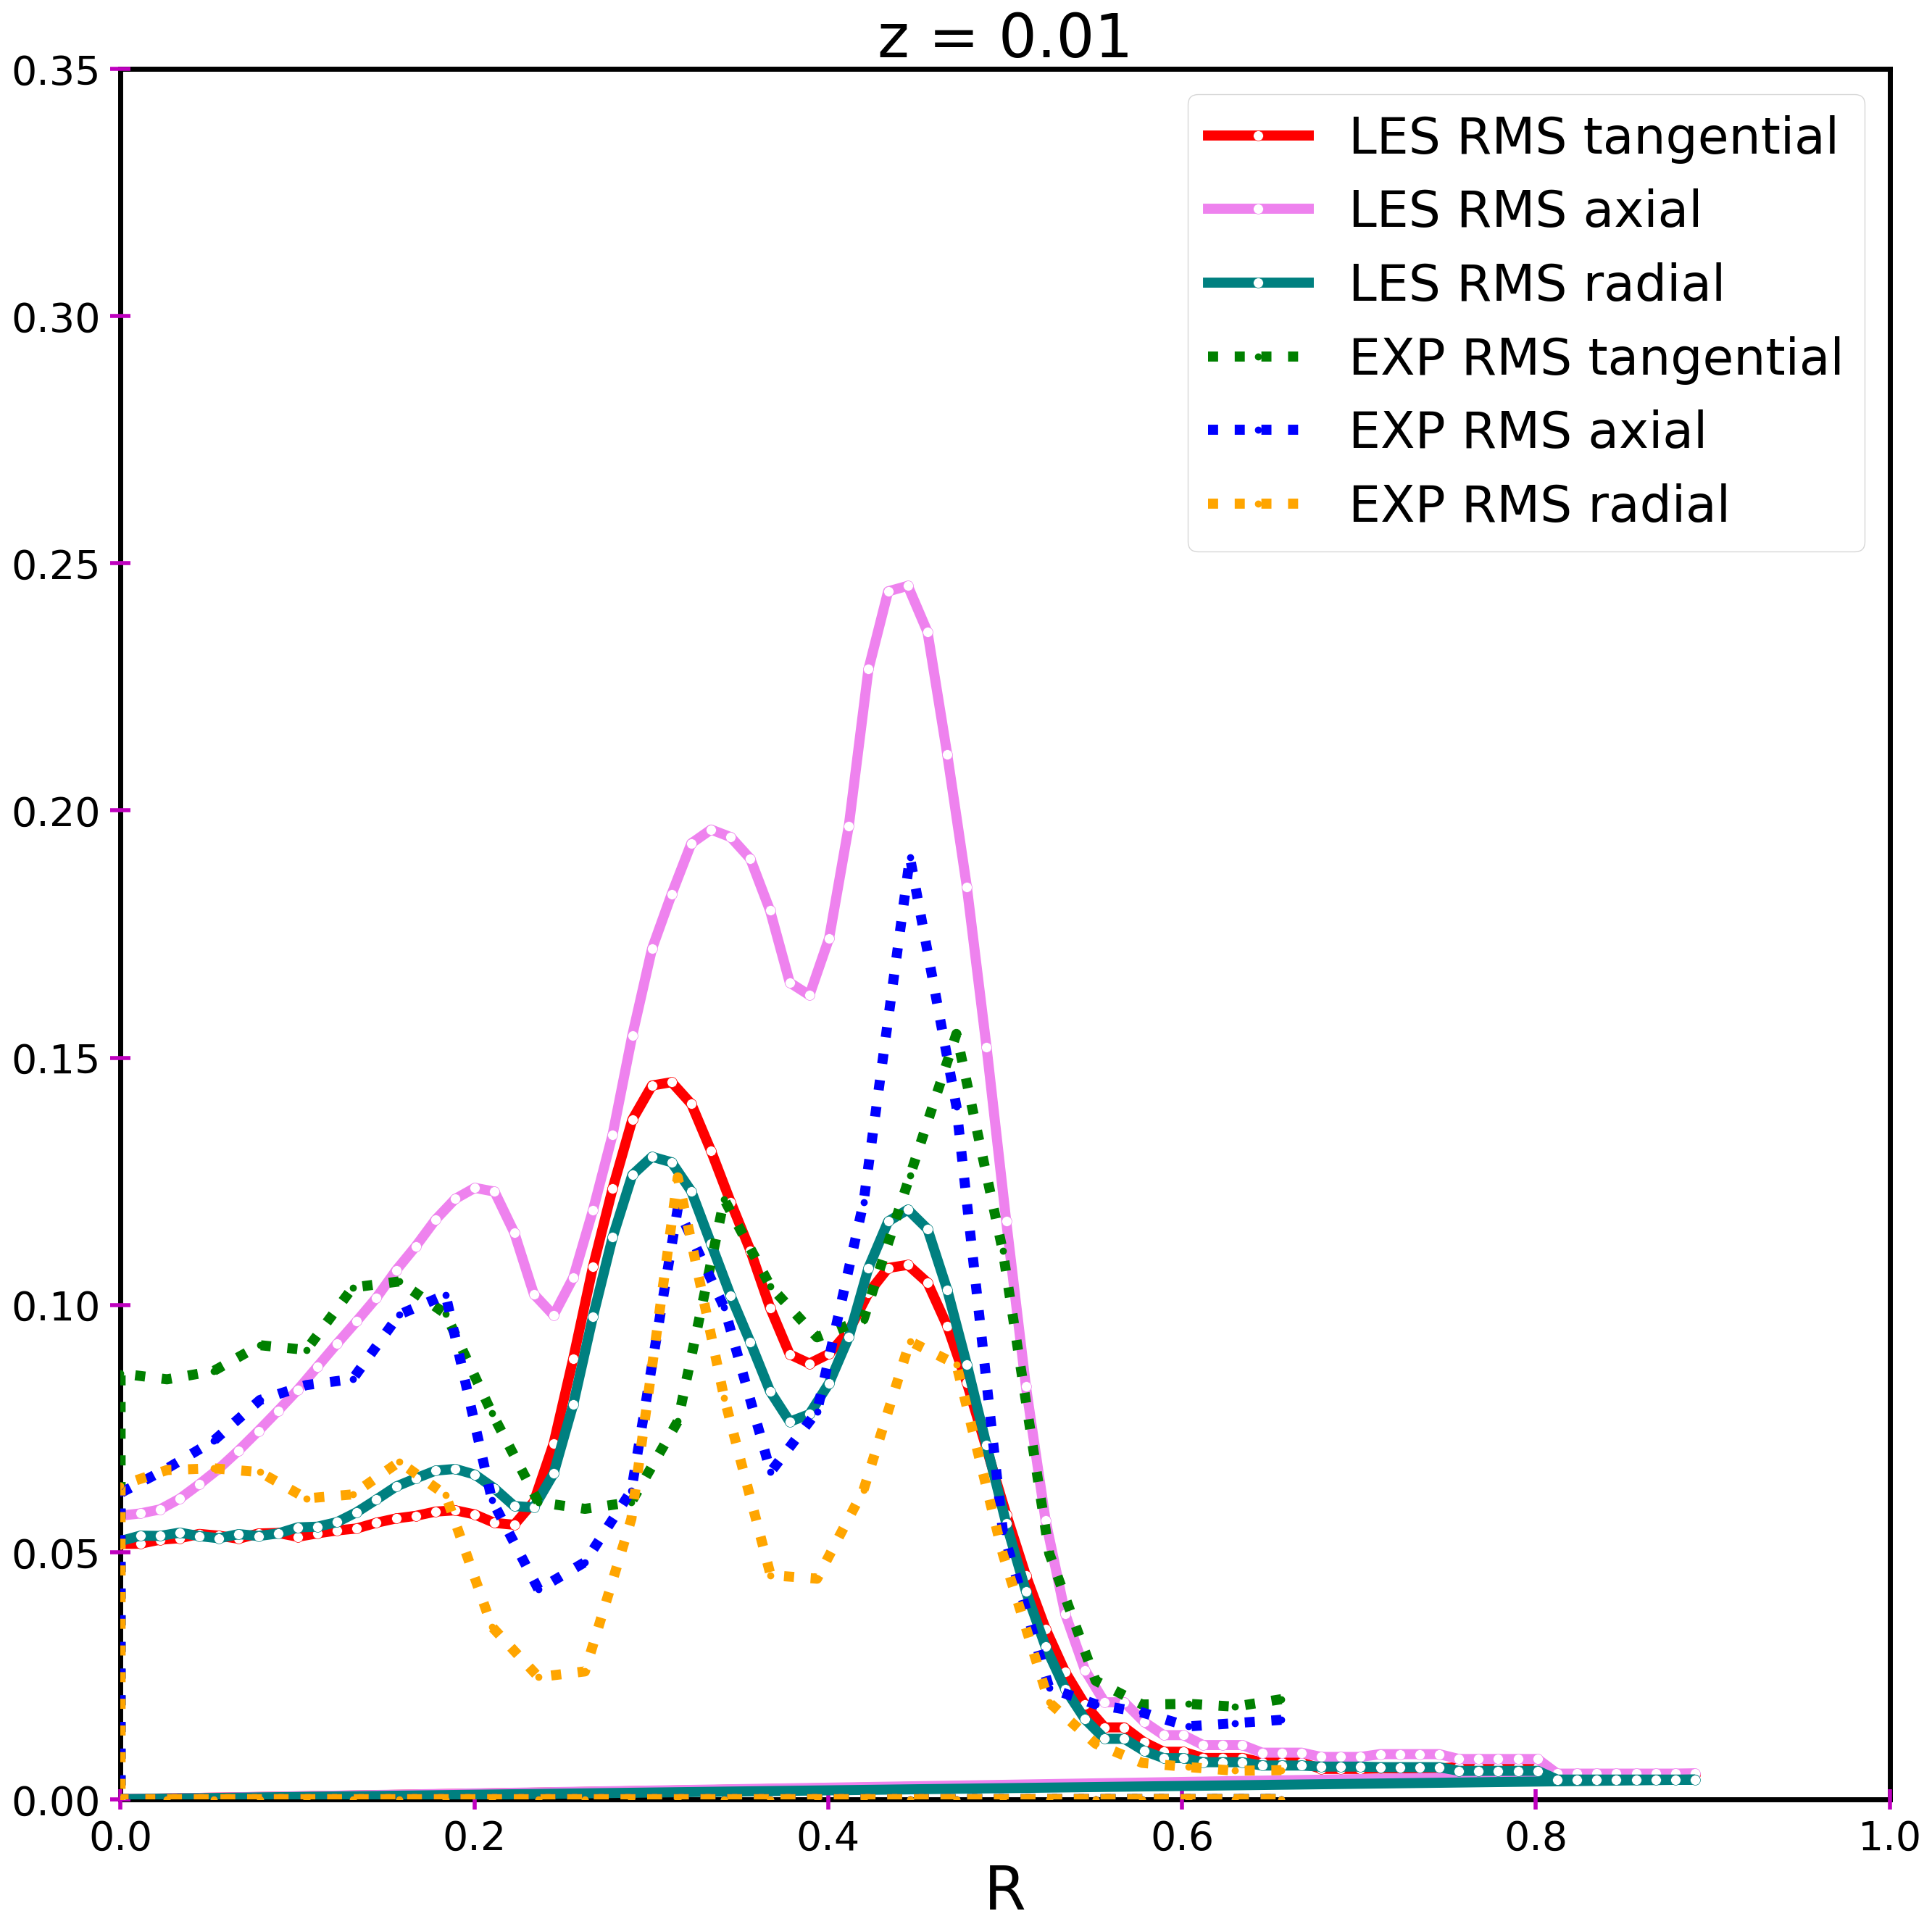 z = 0.01
0.35
0.30
0.25
0.20
0.15
0.10
0.05
0.00
LES RMS tangential
LES RMS axial
LES RMS radial
EXP RMS tangential
EXP RMS axial
EXP RMS radial
0.0 0.2 0.4 0.6 0.8 1.0
R